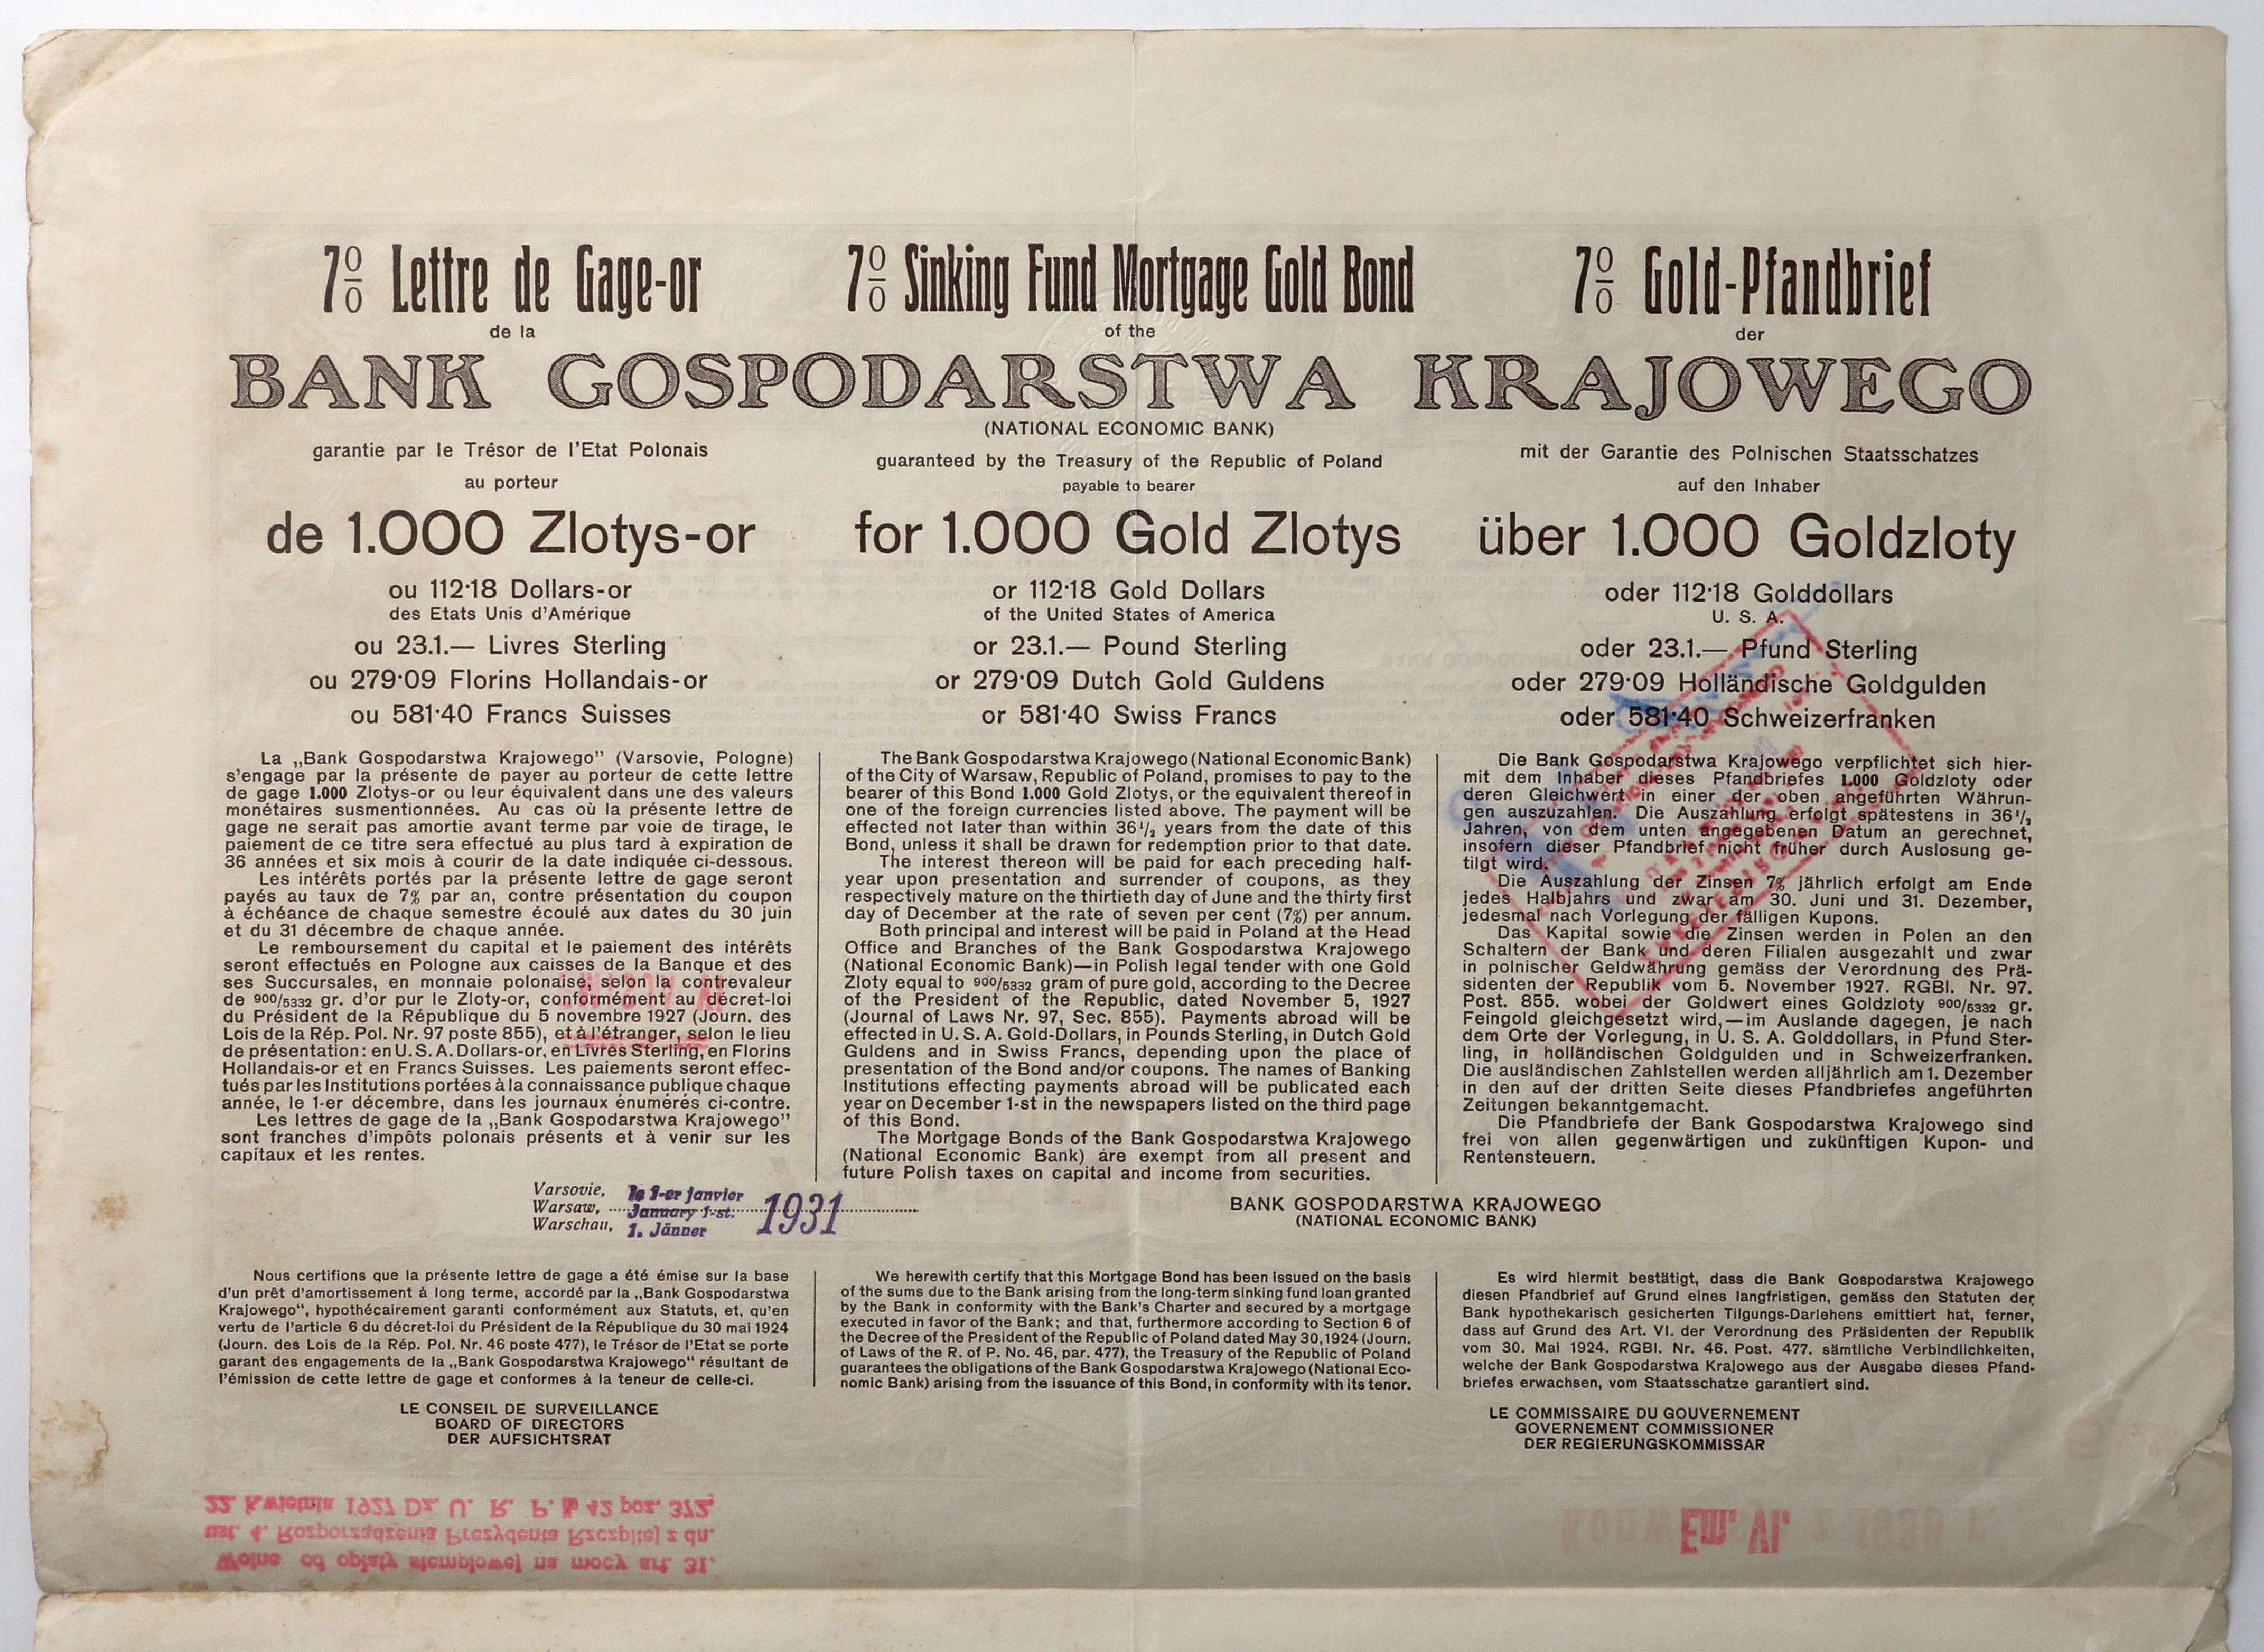 7% Lettre de Gage-or
de la
7% Sinking Fund Mortgage Gold Bond
of the
7% Gold-Pfandbrief
der
BANK GOSPODARSTWA KRAJOWEGO
(NATIONAL ECONOMIC BANK)
garantie par le Trésor de l'Etat Polonais
au porteur
de 1.000 Zlotys-or
ou 112·18 Dollars-or
des Etats Unis d'Amérique
ou 23.1.— Livres Sterling
ou 279·09 Florins Hollandais-or
ou 581·40 Francs Suisses
La „Bank Gospodarstwa Krajowego" (Varsovie, Pologne)
s'engage par la présente de payer au porteur de cette lettre
de gage 1.000 Zlotys-or ou leur équivalent dans une des valeurs
monétaires susmentionnées. Au cas où la présente lettre de
gage ne serait pas amortie avant terme par voie de tirage, le
paiement de ce titre sera effectué au plus tard à expiration de
36 années et six mois à courir de la date indiquée ci-dessous.
Les intérêts portés par la présente lettre de gage seront
payés au taux de 7% par an, contre présentation du coupon
à échéance de chaque semestre écoulé aux dates du 30 juin
et du 31 décembre de chaque année.
Le remboursement du capital et le paiement des intérêts
seront effectués en Pologne aux caisses de la Banque et des
ses Succursales, en monnaie polonaise, selon la contrevaleur
de 900/5332 gr. d'or pur le Zloty-or, conformément au décret-loi
du Président de la République du 5 novembre 1927 (Journ. des
Lois de la Rép. Pol. Nr. 97 poste 855), et à l'étranger, selon le lieu
de présentation: en U. S. A. Dollars-or, en Livres Sterling, en Florins
Hollandais-or et en Francs Suisses. Les paiements seront effec-
tués par les Institutions portées à la connaissance publique chaque
année, le 1-er décembre, dans les journaux énumérés ci-contre.
Les lettres de gage de la „Bank Gospodarstwa Krajowego"
sont franches d'impôts polonais présents et à venir sur les
capitaux et les rentes.
guaranteed by the Treasury of the Republic of Poland
payable to bearer
for 1.000 Gold Zlotys
or 112·18 Gold Dollars
of the United States of America
or 23.1.— Pound Sterling
or 279·09 Dutch Gold Guldens
or 581·40 Swiss Francs
The Bank Gospodarstwa Krajowego (National Economic Bank)
of the City of Warsaw, Republic of Poland, promises to pay to the
bearer of this Bond 1.000 Gold Zlotys, or the equivalent thereof in
one of the foreign currencies listed above. The payment will be
effected not later than within 36 1/2 years from the date of this
Bond, unless it shall be drawn for redemption prior to that date.
The interest thereon will be paid for each preceding half-
year upon presentation and surrender of coupons, as they
respectively mature on the thirtieth day of June and the thirty first
day of December at the rate of seven per cent (7%) per annum.
Both principal and interest will be paid in Poland at the Head
Office and Branches of the Bank Gospodarstwa Krajowego
(National Economic Bank)—in Polish legal tender with one Gold
Zloty equal to 900/5332 gram of pure gold, according to the Decree
of the President of the Republic, dated November 5, 1927
(Journal of Laws Nr. 97, Sec. 855). Payments abroad will be
effected in U. S. A. Gold-Dollars, in Pounds Sterling, in Dutch Gold
Guldens and in Swiss Francs, depending upon the place of
presentation of the Bond and/or coupons. The names of Banking
Institutions effecting payments abroad will be publicated each
year on December 1-st in the newspapers listed on the third page
of this Bond.
The Mortgage Bonds of the Bank Gospodarstwa Krajowego
(National Economic Bank) are exempt from all present and
future Polish taxes on capital and income from securities.
mit der Garantie des Polnischen Staatsschatzes
auf den Inhaber
über 1.000 Goldzloty
oder 112·18 Golddollars
U. S. A.
oder 23.1.— Pfund Sterling
oder 279·09 Holländische Goldgulden
oder 581·40 Schweizerfranken
Die Bank Gospodarstwa Krajowego verpflichtet sich hier-
mit dem Inhaber dieses Pfandbriefes 1.000 Goldzloty oder
deren Gleichwert in einer der oben angeführten Währun-
gen auszuzahlen. Die Auszahlung erfolgt spätestens in 36 1/2
Jahren, von dem unten angegebenen Datum an gerechnet,
insofern dieser Pfandbrief nicht früher durch Auslosung ge-
tilgt wird.
Die Auszahlung der Zinsen 7% jährlich erfolgt am Ende
jedes Halbjahrs und zwar am 30. Juni und 31. Dezember,
jedesmal nach Vorlegung der fälligen Kupons.
Das Kapital sowie die Zinsen werden in Polen an den
Schaltern der Bank und deren Filialen ausgezahlt und zwar
in polnischer Geldwährung gemäss der Verordnung des Prä-
sidenten der Republik vom 5. November 1927. RGBl. Nr. 97.
Post. 855. wobei der Goldwert eines Goldzloty 900/5332 gr.
Feingold gleichgesetzt wird,—im Auslande dagegen, je nach
dem Orte der Vorlegung, in U. S. A. Golddollars, in Pfund Ster-
ling, in holländischen Goldgulden und in Schweizerfranken.
Die ausländischen Zahlstellen werden alljährlich am 1. Dezember
in den auf der dritten Seite dieses Pfandbriefes angeführten
Zeitungen bekanntgemacht.
Die Pfandbriefe der Bank Gospodarstwa Krajowego sind
frei von allen gegenwärtigen und zukünftigen Kupon- und
Rentensteuern.
Varsovie, le 1-er janvier
Warsaw, January 1-st. 1931
Warschau, 1. Jänner
BANK GOSPODARSTWA KRAJOWEGO
(NATIONAL ECONOMIC BANK)
Nous certifions que la présente lettre de gage a été émise sur la base
d'un prêt d'amortissement à long terme, accordé par la „Bank Gospodarstwa
Krajowego", hypothécairement garanti conformément aux Statuts, et, qu'en
vertu de l'article 6 du décret-loi du Président de la République du 30 mai 1924
(Journ. des Lois de la Rép. Pol. Nr. 46 poste 477), le Trésor de l'Etat se porte
garant des engagements de la „Bank Gospodarstwa Krajowego" résultant de
l'émission de cette lettre de gage et conformes à la teneur de celle-ci.
We herewith certify that this Mortgage Bond has been issued on the basis
of the sums due to the Bank arising from the long-term sinking fund loan granted
by the Bank in conformity with the Bank's Charter and secured by a mortgage
executed in favor of the Bank; and that, furthermore according to Section 6 of
the Decree of the President of the Republic of Poland dated May 30, 1924 (Journ.
of Laws of the R. of P. No. 46, par. 477), the Treasury of the Republic of Poland
guarantees the obligations of the Bank Gospodarstwa Krajowego (National Eco-
nomic Bank) arising from the issuance of this Bond, in conformity with its tenor.
Es wird hiermit bestätigt, dass die Bank Gospodarstwa Krajowego
diesen Pfandbrief auf Grund eines langfristigen, gemäss den Statuten der
Bank hypothekarisch gesicherten Tilgungs-Darlehens emittiert hat, ferner,
dass auf Grund des Art. VI. der Verordnung des Präsidenten der Republik
vom 30. Mai 1924. RGBl. Nr. 46. Post. 477. sämtliche Verbindlichkeiten,
welche der Bank Gospodarstwa Krajowego aus der Ausgabe dieses Pfand-
briefes erwachsen, vom Staatsschatze garantiert sind.
LE CONSEIL DE SURVEILLANCE
BOARD OF DIRECTORS
DER AUFSICHTSRAT
LE COMMISSAIRE DU GOUVERNEMENT
GOVERNEMENT COMMISSIONER
DER REGIERUNGSKOMMISSAR
Wolne od opłaty stemplowej na mocy art. 31.
ust. 4. Rozporządzenia Prezydenta Rzczplitej z dn.
22. Kwietnia 1927 Dz. U. R. P. № 42 poz. 372,
Em. VI.